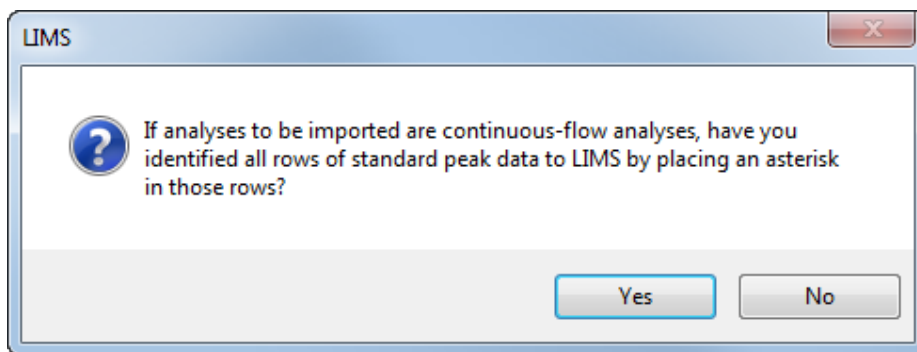 LIMS
If analyses to be imported are continuous-flow analyses, have you
identified all rows of standard peak data to LIMS by placing an asterisk
in those rows?
Yes
No